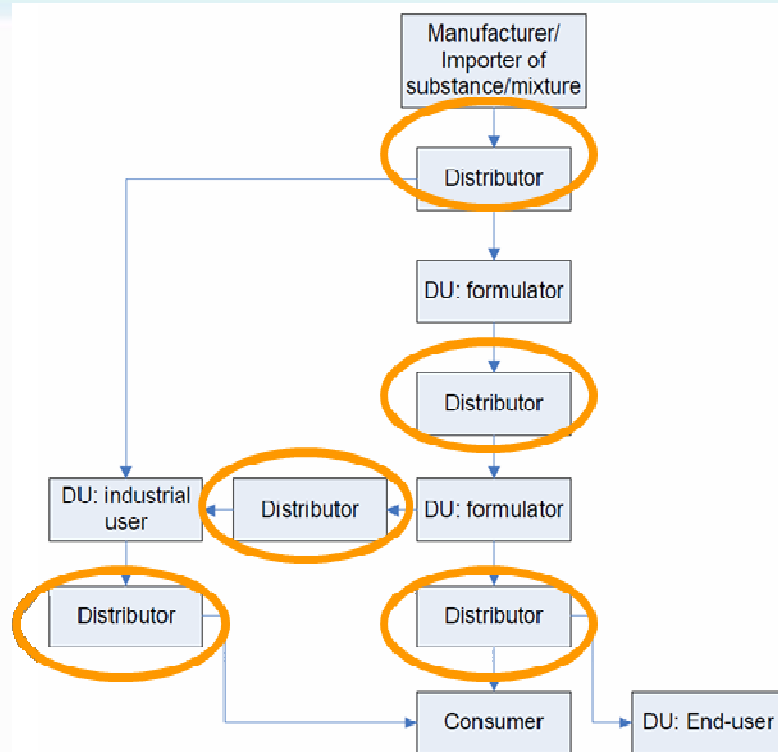 Manufacturer/
Importer of
substance/mixture
Distributor
DU: formulator
Distributor
DU: industrial
user
Distributor
DU: formulator
Distributor
Distributor
Consumer
DU: End-user